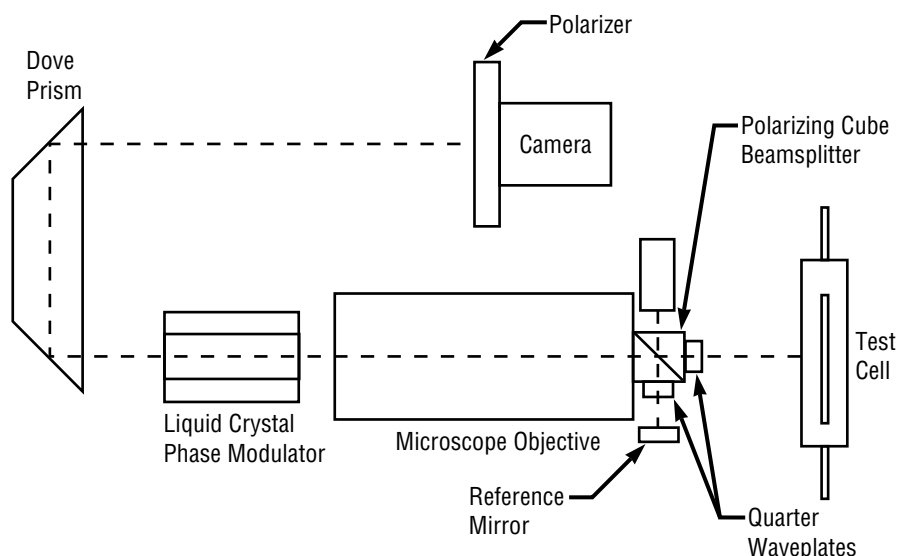 Polarizer
Dove
Prism
Camera
Polarizing Cube
Beamsplitter
Test
Cell
Liquid Crystal
Phase Modulator
Microscope Objective
Reference
Mirror
Quarter
Waveplates